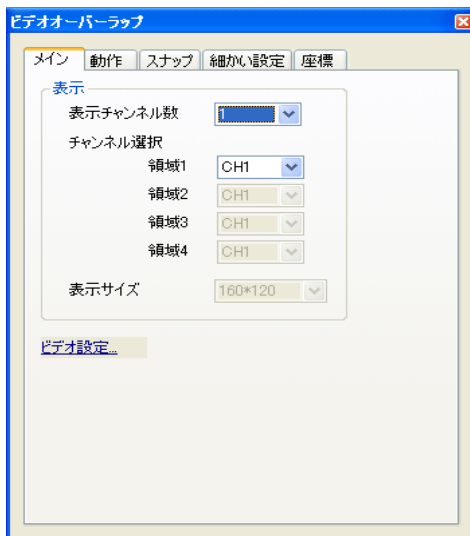 ビデオオーバーラップ
メイン 動作 スナップ 細かい設定 座標
表示
表示チャンネル数 1
チャンネル選択
領域1 CH1
領域2 CH1
領域3 CH1
領域4 CH1
表示サイズ 160*120
ビデオ設定...